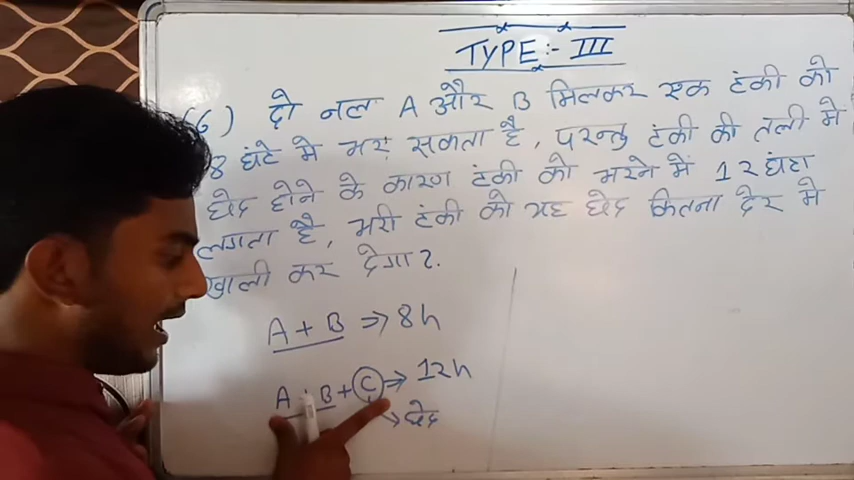 TYPE:- III
(6) दो नल A और B मिलकर एक टंकी को
8 घंटे मे भर सकता है, परन्तु टंकी की तली में
छेद होने के कारण टंकी को भरने में 12 घंटा
लगता है, भरी टंकी को यह छेद कितना देर मे
खाली कर देगा ?.
A + B ⇒ 8h
A + B + C ⇒ 12h
→ छेद